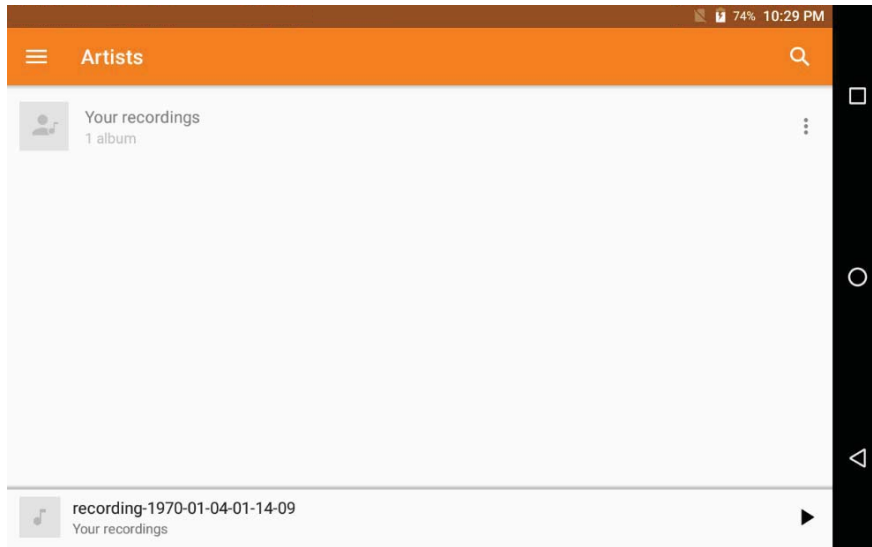 74% 10:29 PM
Artists
Your recordings
1 album
recording-1970-01-04-01-14-09
Your recordings